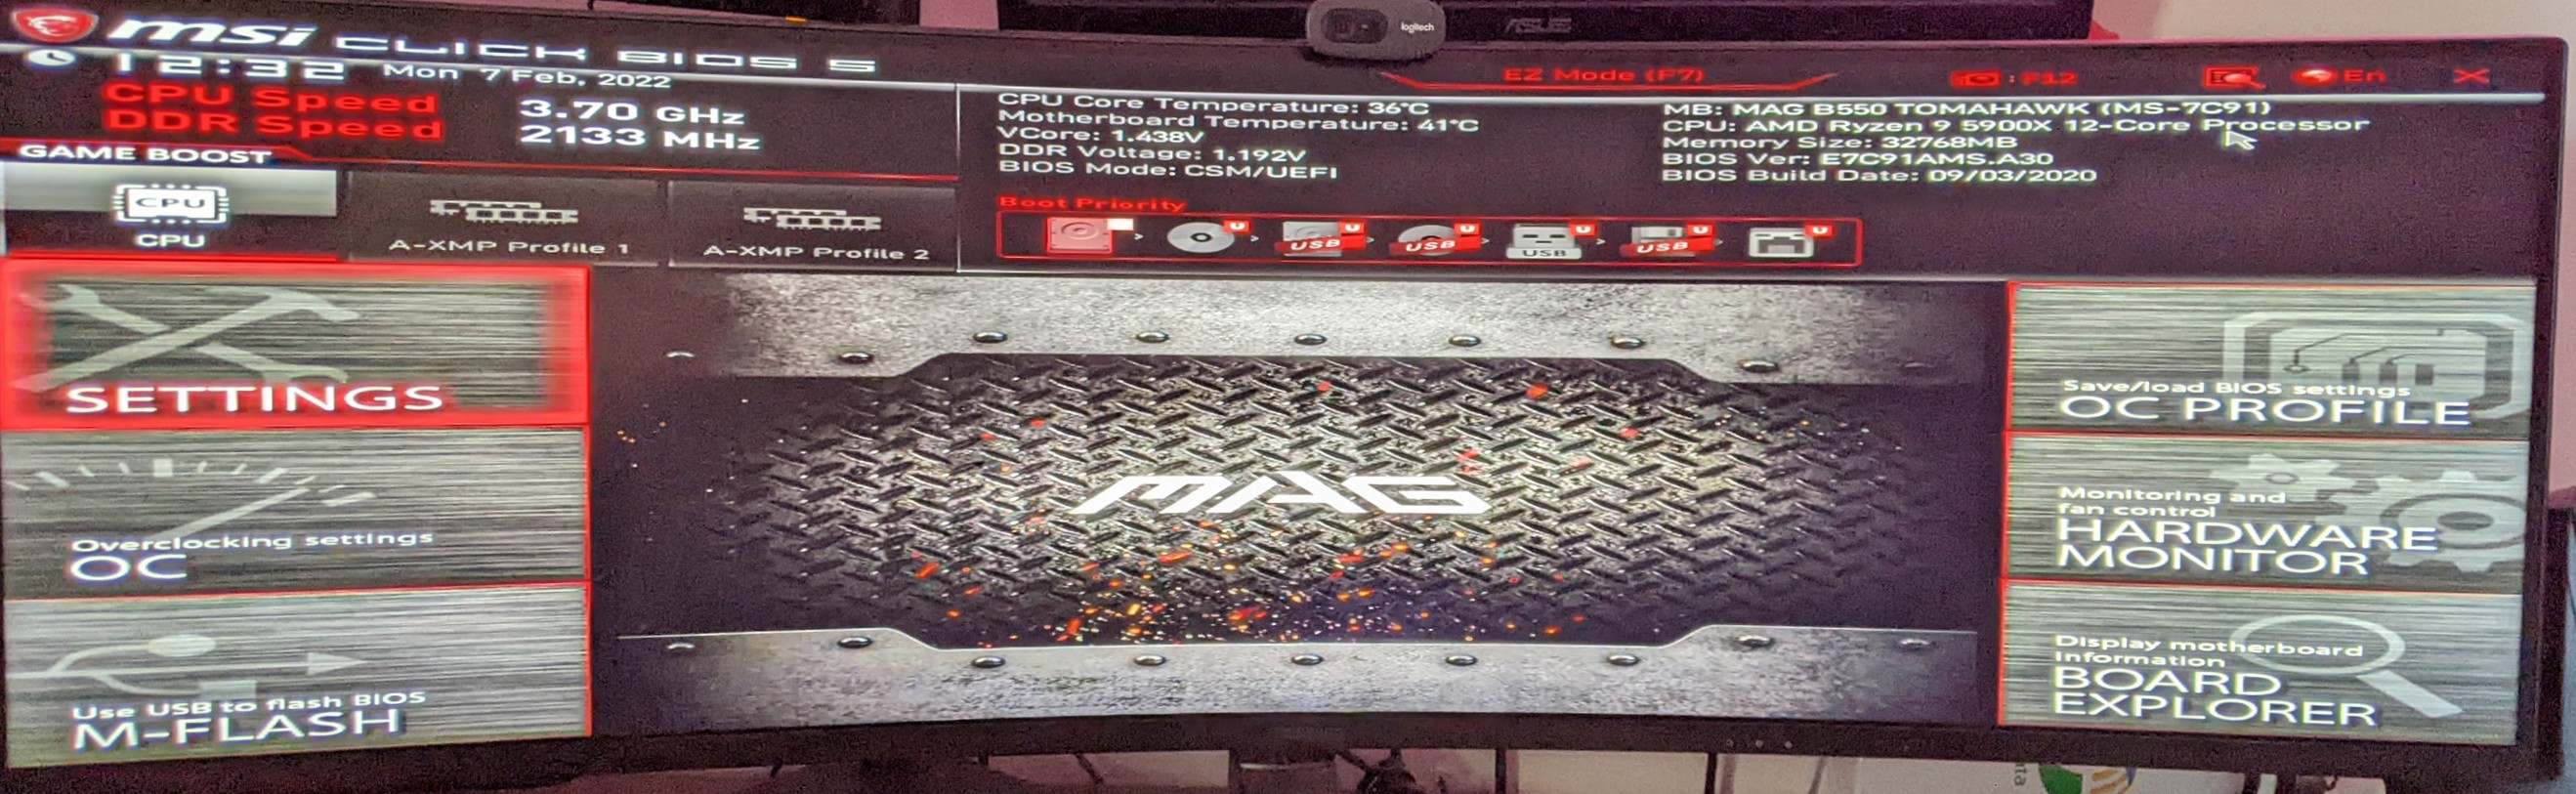 msi CLICK BIOS 5
12:32 Mon 7 Feb, 2022
CPU Speed 3.70 GHz
DDR Speed 2133 MHz
GAME BOOST
CPU
CPU
A-XMP Profile 1
A-XMP Profile 2
logitech
ASUS
EZ Mode (F7)
: F12
En
CPU Core Temperature: 36°C
Motherboard Temperature: 41°C
VCore: 1.438V
DDR Voltage: 1.192V
BIOS Mode: CSM/UEFI
MB: MAG B550 TOMAHAWK (MS-7C91)
CPU: AMD Ryzen 9 5900X 12-Core Processor
Memory Size: 32768MB
BIOS Ver: E7C91AMS.A30
BIOS Build Date: 09/03/2020
Boot Priority
U
USB U
USB U
USB U
USB U
U
SETTINGS
Overclocking settings
OC
Use USB to flash BIOS
M-FLASH
MAG
Save/load BIOS settings
OC PROFILE
Monitoring and
fan control
HARDWARE
MONITOR
Display motherboard
Information
BOARD
EXPLORER